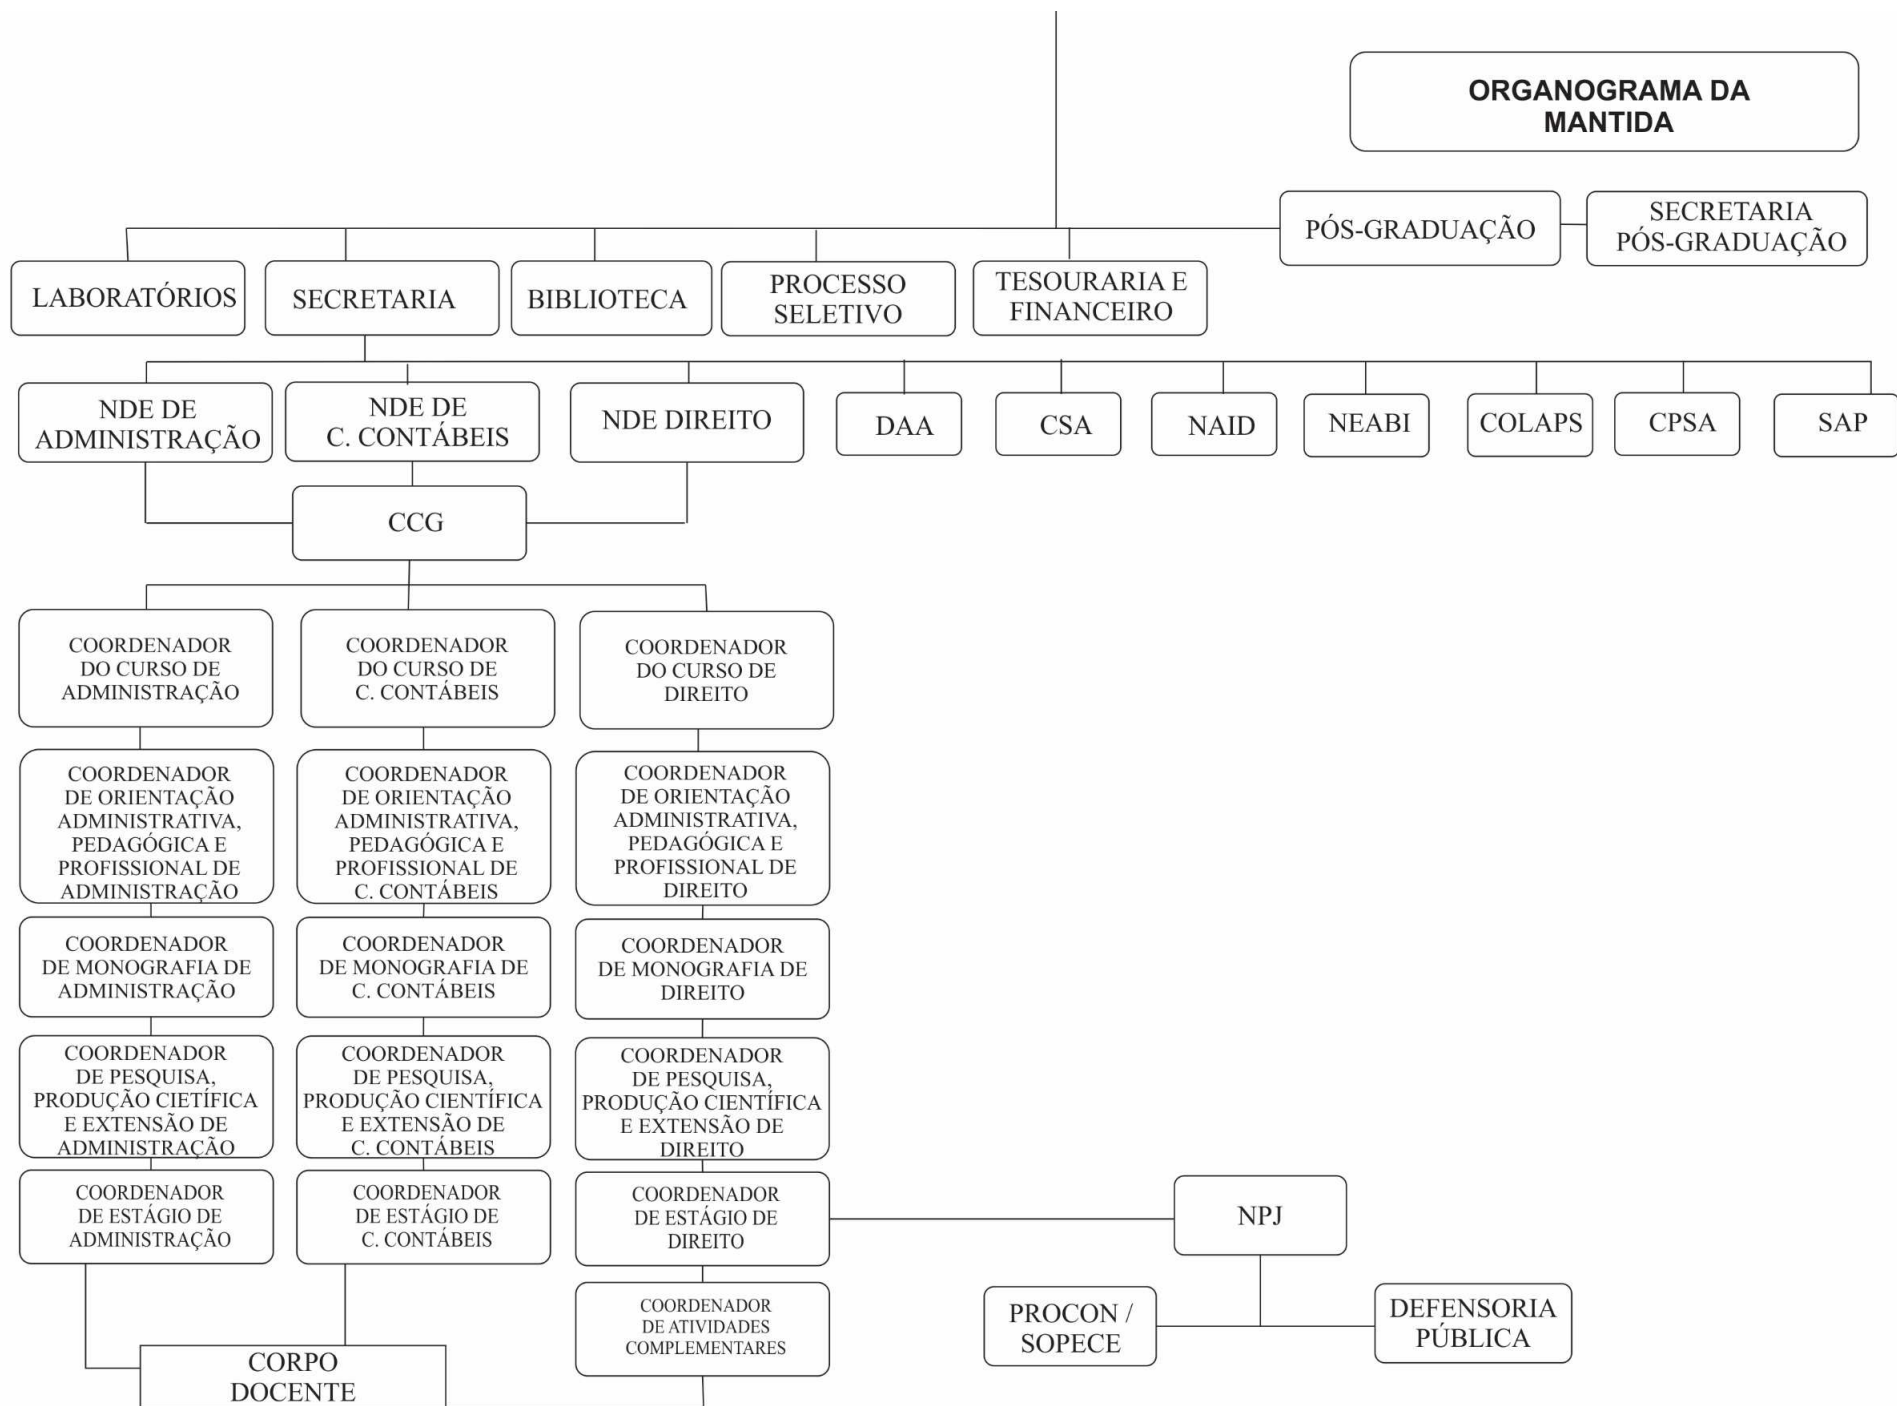 ORGANOGRAMA DA
MANTIDA
PÓS-GRADUAÇÃO
SECRETARIA
PÓS-GRADUAÇÃO
LABORATÓRIOS
SECRETARIA
BIBLIOTECA
PROCESSO
SELETIVO
TESOURARIA E
FINANCEIRO
NDE DE
ADMINISTRAÇÃO
NDE DE
C. CONTÁBEIS
NDE DIREITO
DAA
CSA
NAID
NEABI
COLAPS
CPSA
SAP
CCG
COORDENADOR
DO CURSO DE
ADMINISTRAÇÃO
COORDENADOR
DO CURSO DE
C. CONTÁBEIS
COORDENADOR
DO CURSO DE
DIREITO
COORDENADOR
DE ORIENTAÇÃO
ADMINISTRATIVA,
PEDAGÓGICA E
PROFISSIONAL DE
ADMINISTRAÇÃO
COORDENADOR
DE ORIENTAÇÃO
ADMINISTRATIVA,
PEDAGÓGICA E
PROFISSIONAL DE
C. CONTÁBEIS
COORDENADOR
DE ORIENTAÇÃO
ADMINISTRATIVA,
PEDAGÓGICA E
PROFISSIONAL DE
DIREITO
COORDENADOR
DE MONOGRAFIA DE
ADMINISTRAÇÃO
COORDENADOR
DE MONOGRAFIA DE
C. CONTÁBEIS
COORDENADOR
DE MONOGRAFIA DE
DIREITO
COORDENADOR
DE PESQUISA,
PRODUÇÃO CIETÍFICA
E EXTENSÃO DE
ADMINISTRAÇÃO
COORDENADOR
DE PESQUISA,
PRODUÇÃO CIENTÍFICA
E EXTENSÃO DE
C. CONTÁBEIS
COORDENADOR
DE PESQUISA,
PRODUÇÃO CIENTÍFICA
E EXTENSÃO DE
DIREITO
COORDENADOR
DE ESTÁGIO DE
ADMINISTRAÇÃO
COORDENADOR
DE ESTÁGIO DE
C. CONTÁBEIS
COORDENADOR
DE ESTÁGIO DE
DIREITO
NPJ
COORDENADOR
DE ATIVIDADES
COMPLEMENTARES
PROCON /
SOPECE
DEFENSORIA
PÚBLICA
CORPO
DOCENTE